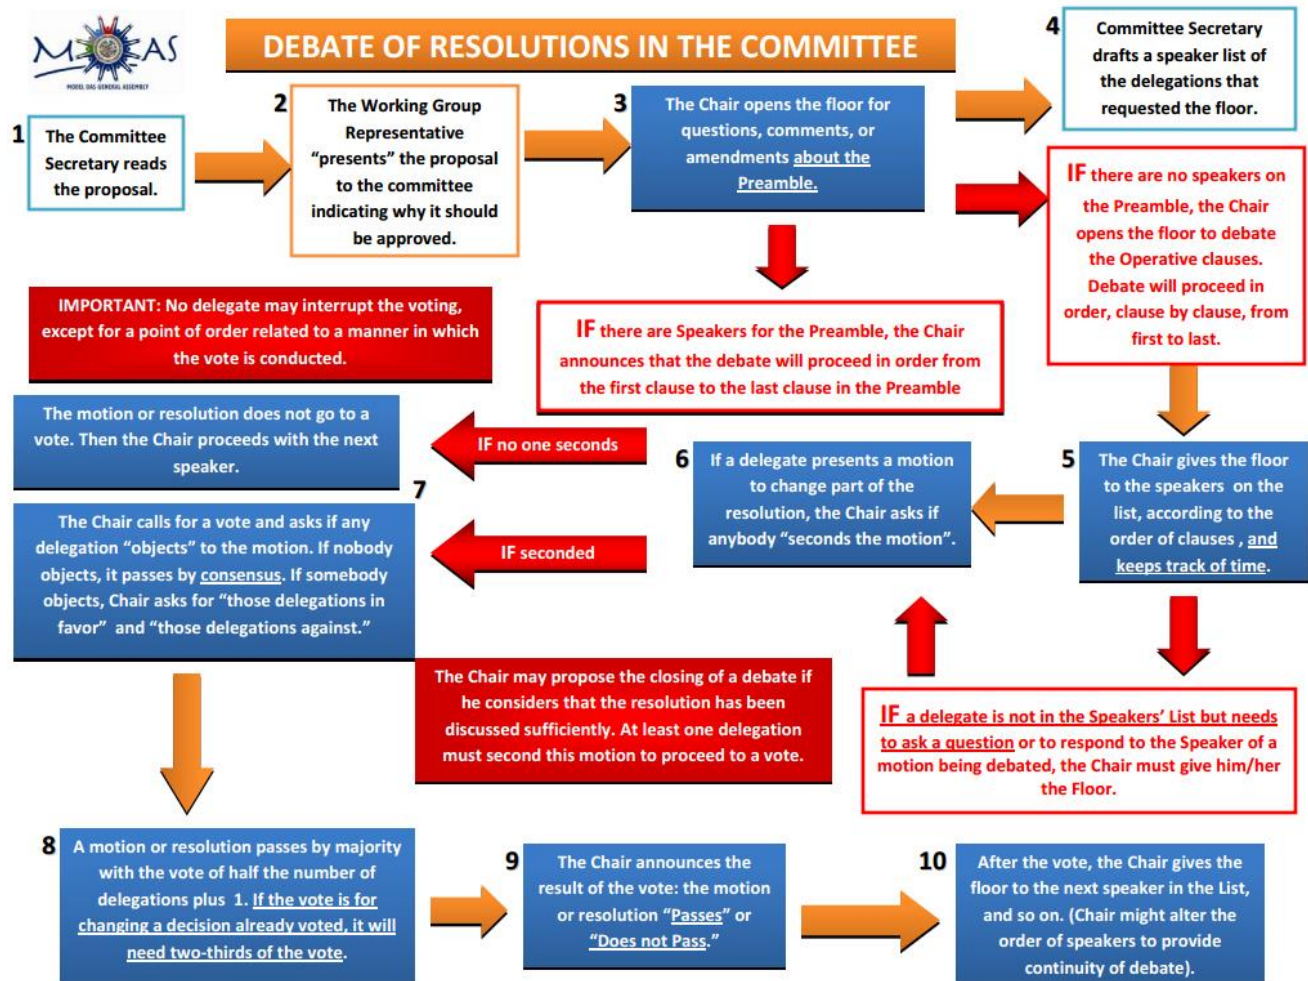 MOAS
MODEL OAS GENERAL ASSEMBLY
DEBATE OF RESOLUTIONS IN THE COMMITTEE
1
The Committee
Secretary reads
the proposal.
2
The Working Group
Representative
“presents” the proposal
to the committee
indicating why it should
be approved.
3
The Chair opens the floor for
questions, comments, or
amendments about the
Preamble.
4
Committee Secretary
drafts a speaker list of
the delegations that
requested the floor.
IF there are no speakers on
the Preamble, the Chair
opens the floor to debate
the Operative clauses.
Debate will proceed in
order, clause by clause, from
first to last.
IF there are Speakers for the Preamble, the Chair
announces that the debate will proceed in order from
the first clause to the last clause in the Preamble
IMPORTANT: No delegate may interrupt the voting,
except for a point of order related to a manner in which
the vote is conducted.
5
The Chair gives the floor
to the speakers on the
list, according to the
order of clauses , and
keeps track of time.
IF a delegate is not in the Speakers’ List but needs
to ask a question or to respond to the Speaker of a
motion being debated, the Chair must give him/her
the Floor.
6
If a delegate presents a motion
to change part of the
resolution, the Chair asks if
anybody “seconds the motion”.
IF no one seconds
The motion or resolution does not go to a
vote. Then the Chair proceeds with the next
speaker.
IF seconded
7
The Chair calls for a vote and asks if any
delegation “objects” to the motion. If nobody
objects, it passes by consensus. If somebody
objects, Chair asks for “those delegations in
favor” and “those delegations against.”
The Chair may propose the closing of a debate if
he considers that the resolution has been
discussed sufficiently. At least one delegation
must second this motion to proceed to a vote.
8
A motion or resolution passes by majority
with the vote of half the number of
delegations plus 1. If the vote is for
changing a decision already voted, it will
need two-thirds of the vote.
9
The Chair announces the
result of the vote: the motion
or resolution “Passes” or
“Does not Pass.”
10
After the vote, the Chair gives the
floor to the next speaker in the List,
and so on. (Chair might alter the
order of speakers to provide
continuity of debate).